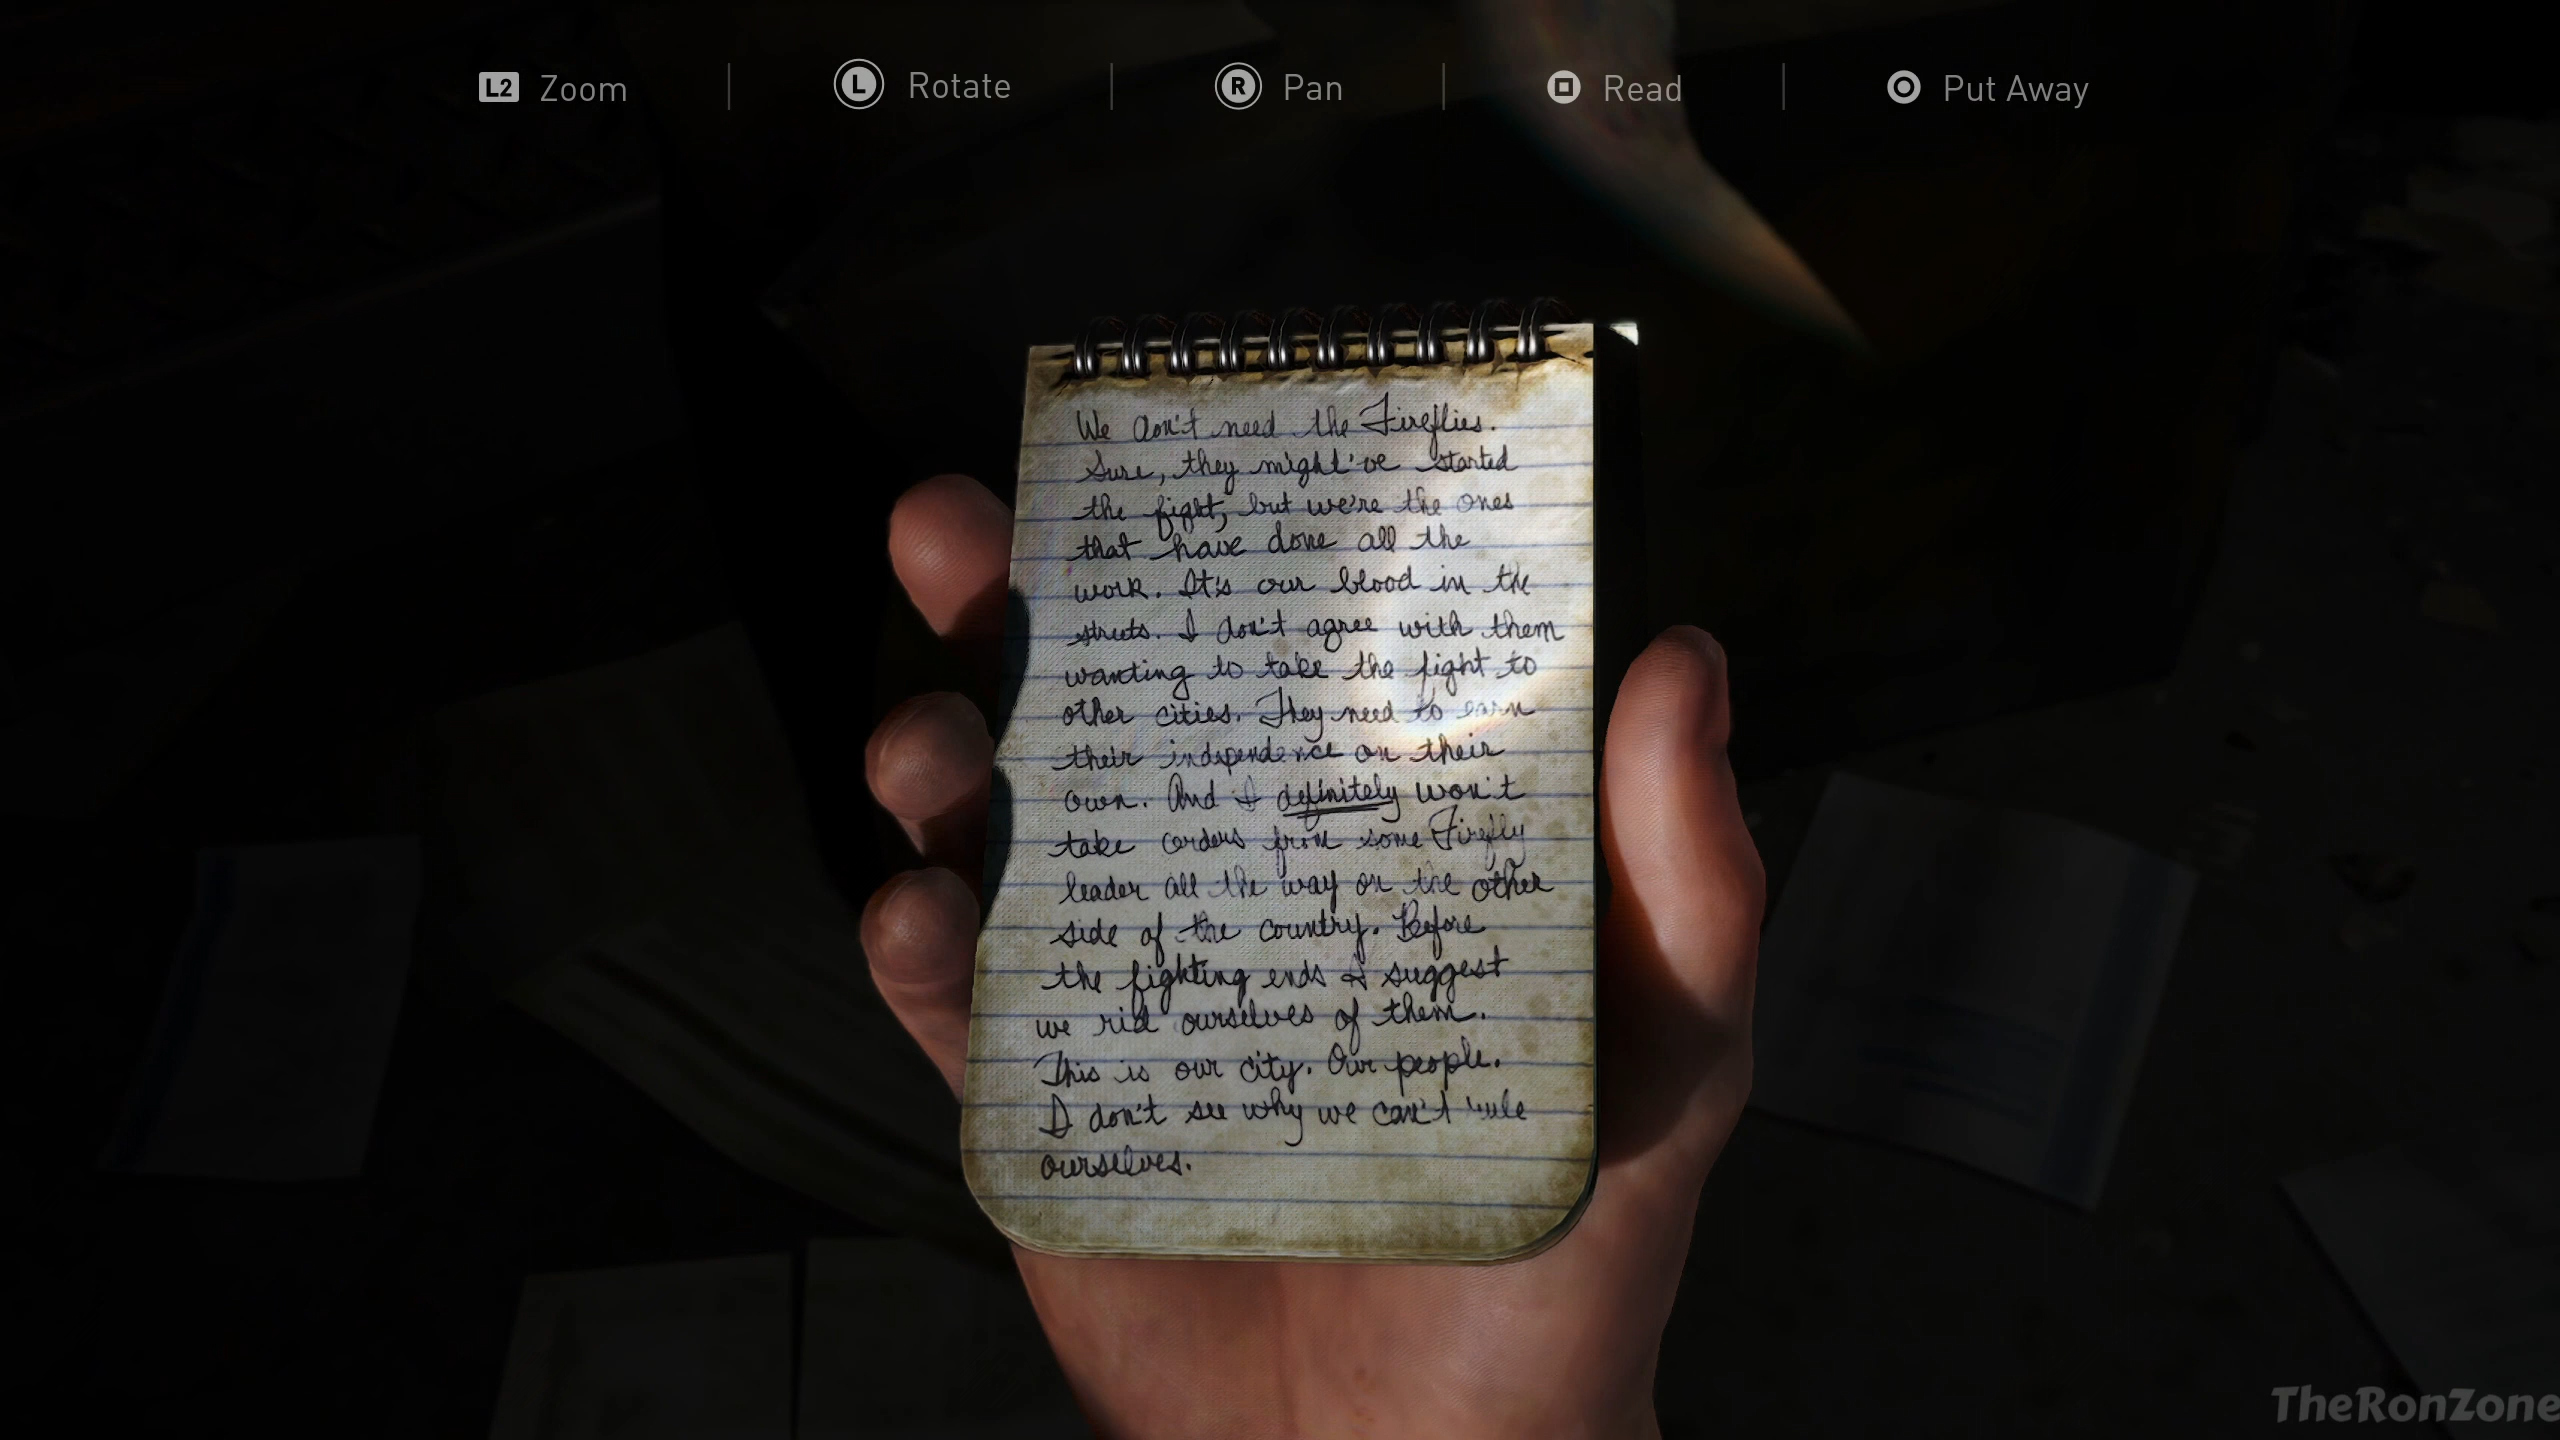 L2 Zoom
L Rotate
R Pan
Read
Put Away
We don't need the Fireflies.
Sure, they might've started
the fight, but we're the ones
that have done all the
work. It's our blood in the
streets. I don't agree with them
wanting to take the fight to
other cities. They need to earn
their independence on their
own. And I definitely won't
take orders from some Firefly
leader all the way on the other
side of the country. Before
the fighting ends I suggest
we rid ourselves of them.
This is our city. Our people.
I don't see why we can't rule
ourselves.
TheRonZone